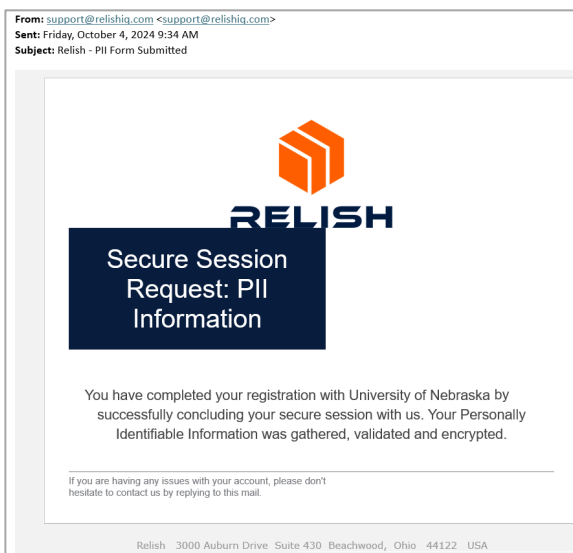 From: support@relishiq.com <support@relishiq.com>
Sent: Friday, October 4, 2024 9:34 AM
Subject: Relish - PII Form Submitted
RELISH
Secure Session
Request: PII
Information
You have completed your registration with University of Nebraska by
successfully concluding your secure session with us. Your Personally
Identifiable Information was gathered, validated and encrypted.
If you are having any issues with your account, please don't
hesitate to contact us by replying to this mail.
Relish 3000 Auburn Drive Suite 430 Beachwood, Ohio 44122 USA